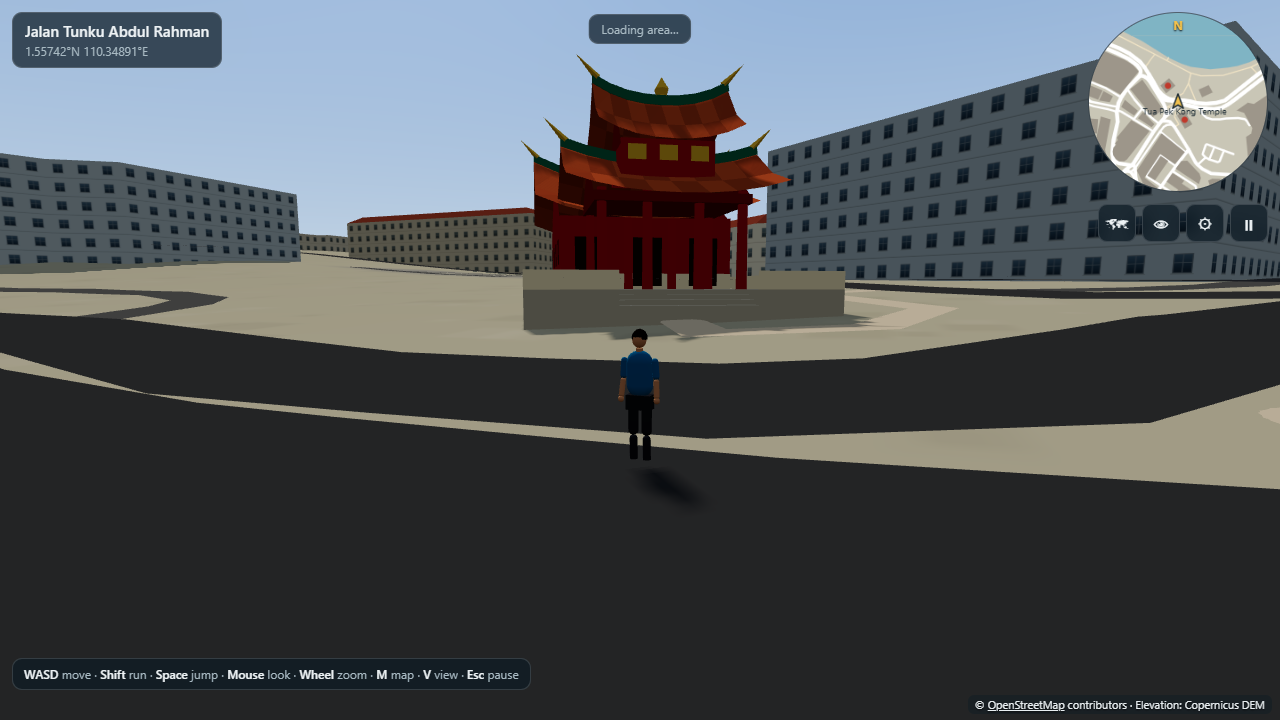 Jalan Tunku Abdul Rahman
1.55742°N 110.34891°E
Loading area...
N
Tua Pek Kong Temple
WASD move · Shift run · Space jump · Mouse look · Wheel zoom · M map · V view · Esc pause
© OpenStreetMap contributors · Elevation: Copernicus DEM